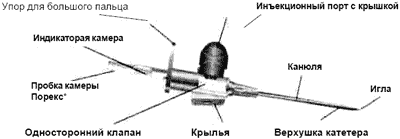 Упор для большого пальца
Инъекционный порт с крышкой
Индикаторая камера
Канюля
Игла
Пробка камеры
Порекс*
Односторонний клапан
Крылья
Верхушка катетера